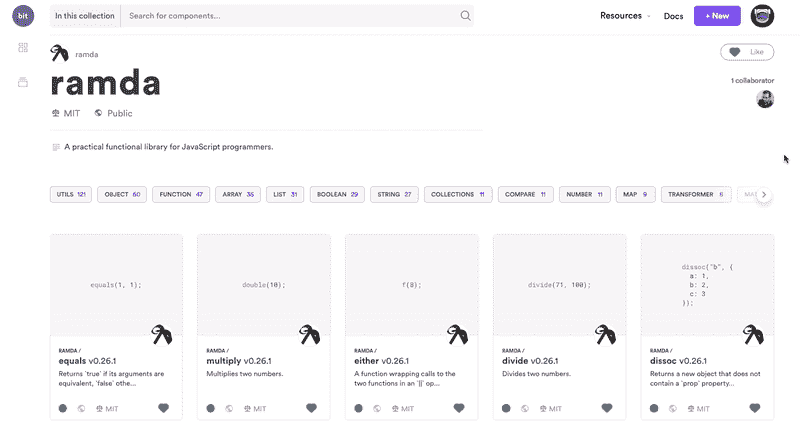 bit
In this collection
Search for components...
Resources
Docs
+ New
ramda
Like
ramda
1 collaborator
MIT
Public
A practical functional library for JavaScript programmers.
UTILS 121
OBJECT 60
FUNCTION 47
ARRAY 35
LIST 31
BOOLEAN 29
STRING 27
COLLECTIONS 11
COMPARE 11
NUMBER 11
MAP 9
TRANSFORMER 5
equals(1, 1);
RAMDA /
equals v0.26.1
Returns `true` if its arguments are
equivalent, `false` othe...
MIT
double(10);
RAMDA /
multiply v0.26.1
Multiplies two numbers.
MIT
f(8);
RAMDA /
either v0.26.1
A function wrapping calls to the
two functions in an `||` op...
MIT
divide(71, 100);
RAMDA /
divide v0.26.1
Divides two numbers.
MIT
dissoc("b", {
a: 1,
b: 2,
c: 3
});
RAMDA /
dissoc v0.26.1
Returns a new object that does not
contain a `prop` property...
MIT